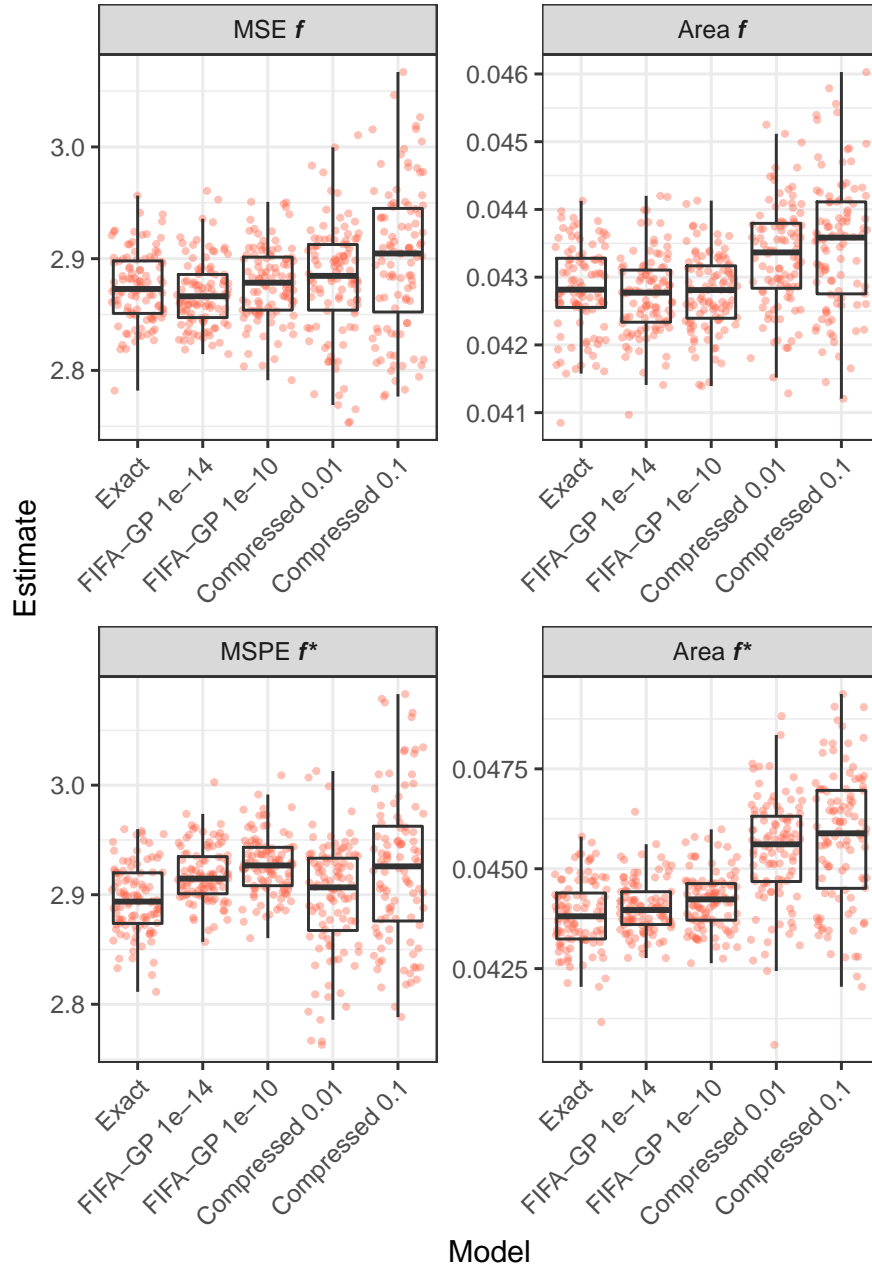 MSE f
Area f
3.0
2.9
2.8
0.046
0.045
0.044
0.043
0.042
0.041
Exact
FIFA−GP 1e−14
FIFA−GP 1e−10
Compressed 0.01
Compressed 0.1
Exact
FIFA−GP 1e−14
FIFA−GP 1e−10
Compressed 0.01
Compressed 0.1
Estimate
MSPE f*
Area f*
3.0
2.9
2.8
0.0475
0.0450
0.0425
Exact
FIFA−GP 1e−14
FIFA−GP 1e−10
Compressed 0.01
Compressed 0.1
Exact
FIFA−GP 1e−14
FIFA−GP 1e−10
Compressed 0.01
Compressed 0.1
Model